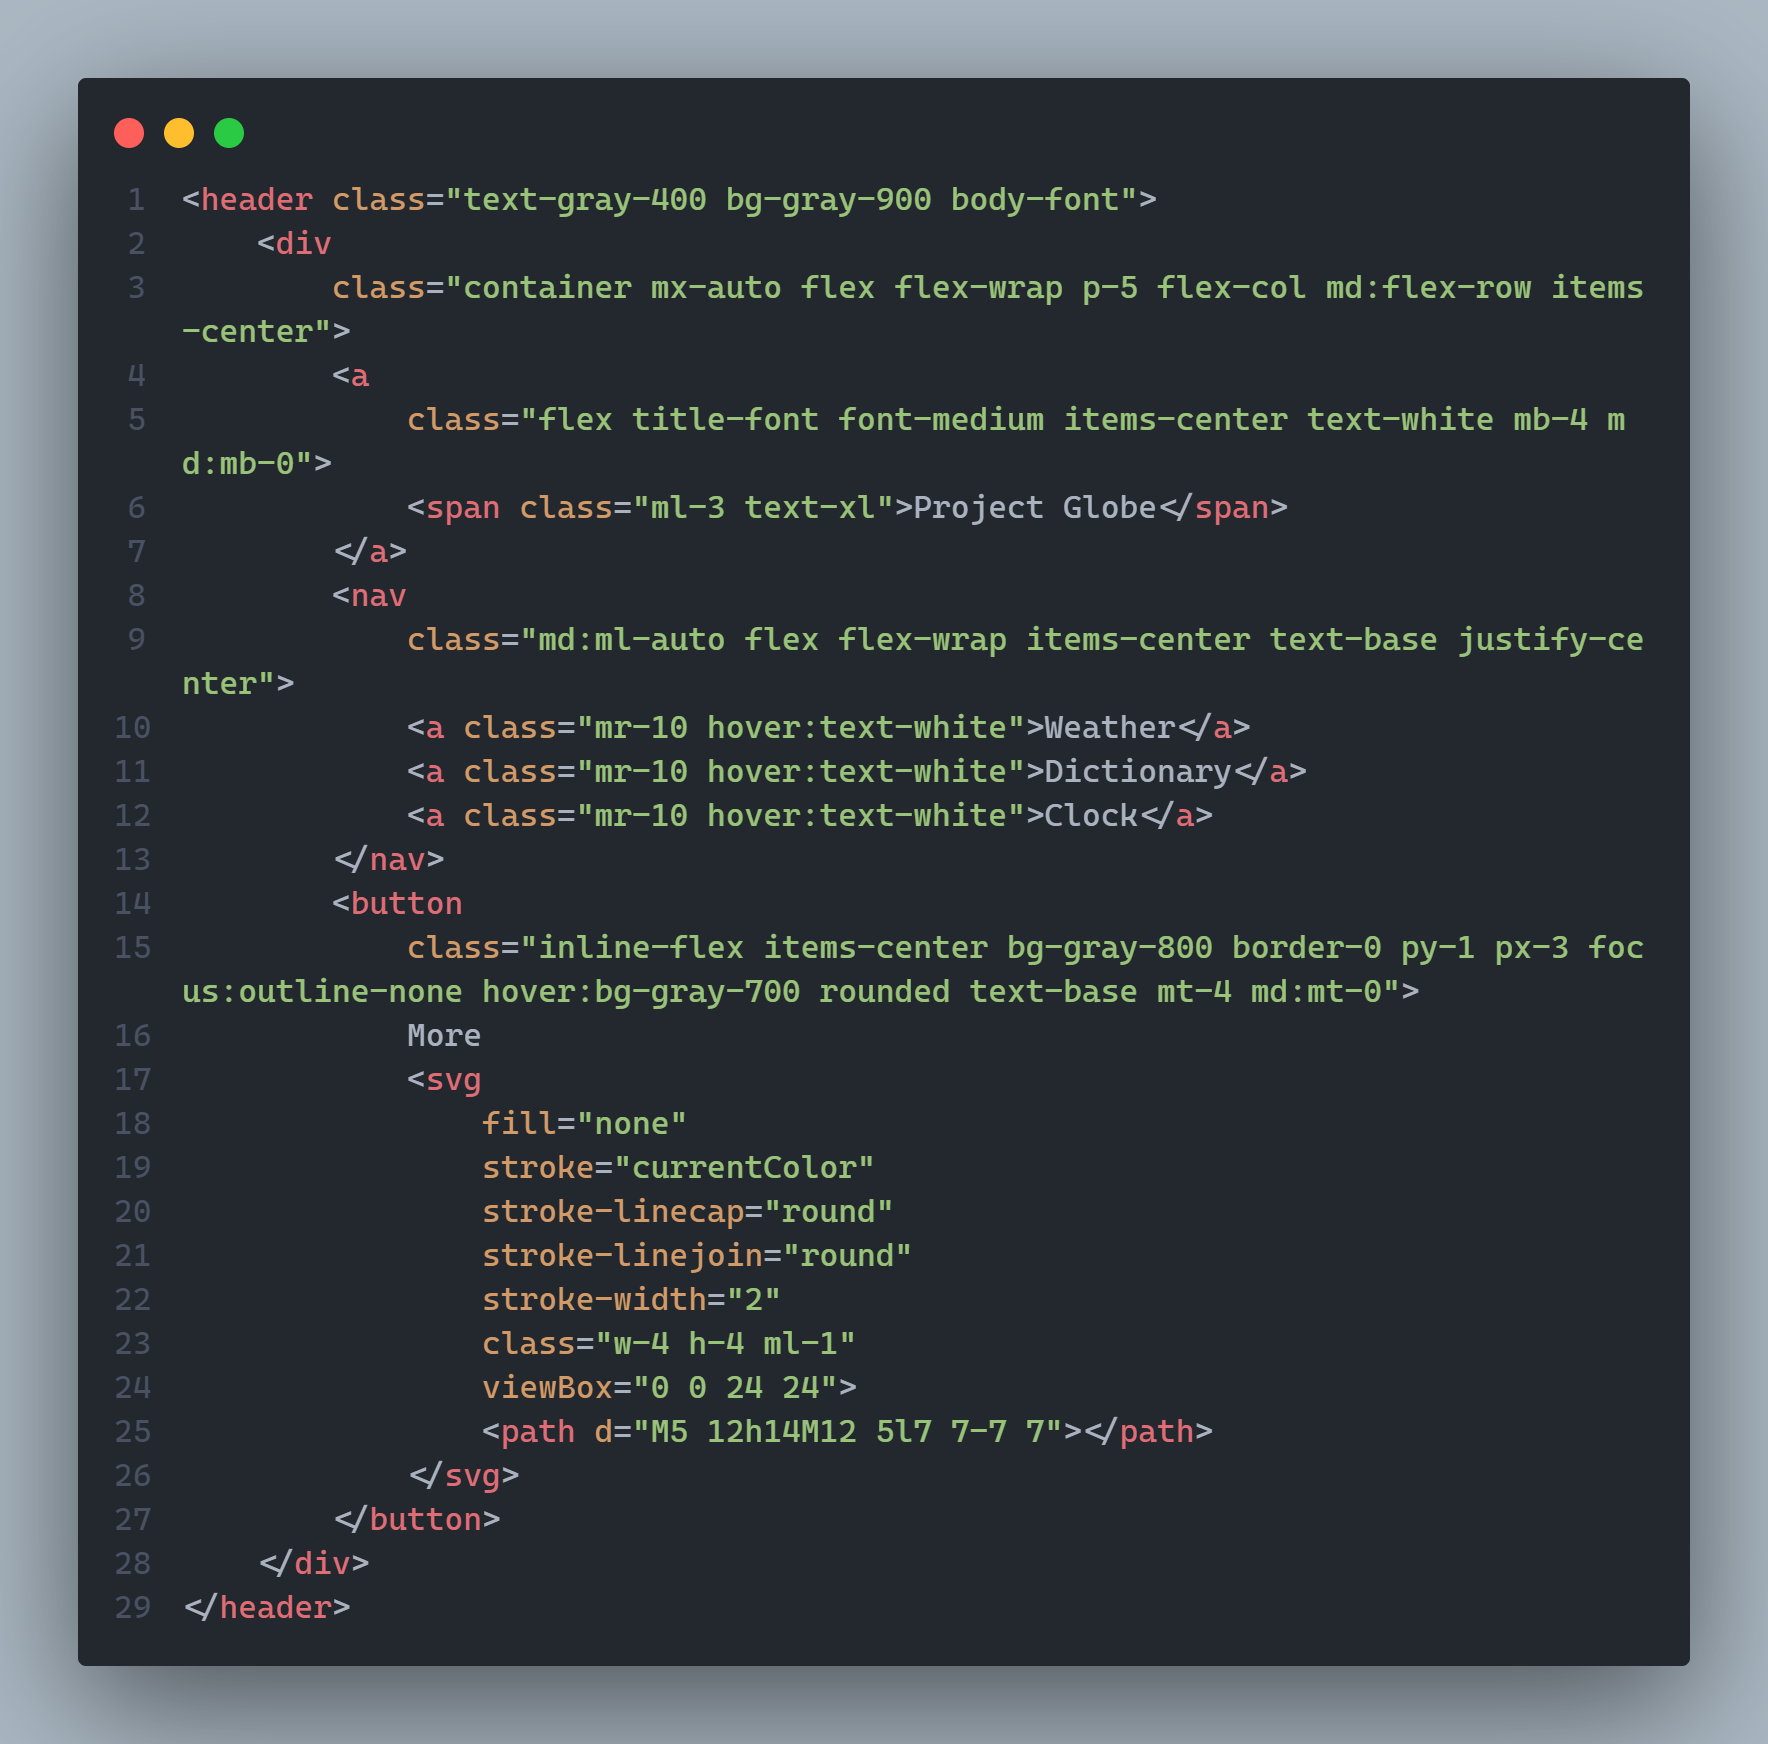 1 <header class="text-gray-400 bg-gray-900 body-font">
2     <div
3         class="container mx-auto flex flex-wrap p-5 flex-col md:flex-row items
-center">
4         <a
5             class="flex title-font font-medium items-center text-white mb-4 m
d:mb-0">
6             <span class="ml-3 text-xl">Project Globe</span>
7         </a>
8         <nav
9             class="md:ml-auto flex flex-wrap items-center text-base justify-ce
nter">
10             <a class="mr-10 hover:text-white">Weather</a>
11             <a class="mr-10 hover:text-white">Dictionary</a>
12             <a class="mr-10 hover:text-white">Clock</a>
13         </nav>
14         <button
15             class="inline-flex items-center bg-gray-800 border-0 py-1 px-3 foc
us:outline-none hover:bg-gray-700 rounded text-base mt-4 md:mt-0">
16             More
17             <svg
18                 fill="none"
19                 stroke="currentColor"
20                 stroke-linecap="round"
21                 stroke-linejoin="round"
22                 stroke-width="2"
23                 class="w-4 h-4 ml-1"
24                 viewBox="0 0 24 24">
25                 <path d="M5 12h14M12 5l7 7-7 7"></path>
26             </svg>
27         </button>
28     </div>
29 </header>